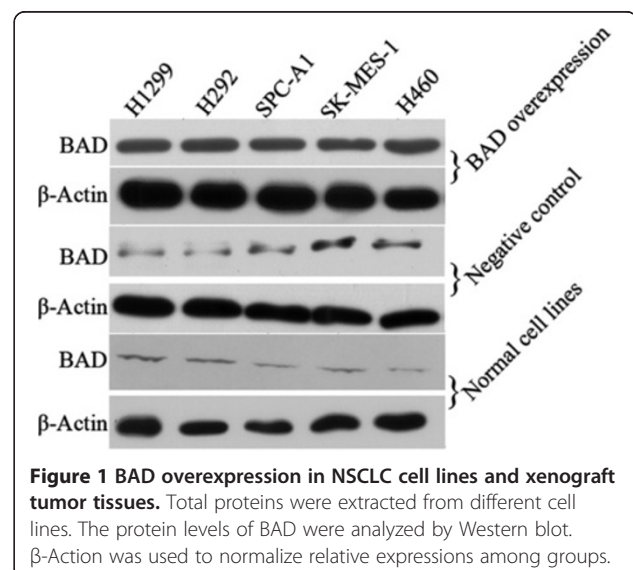 H1299 H292 SPC-A1 SK-MES-1 H460
BAD
β-Actin
} BAD overexpression
BAD
β-Actin
} Negative control
BAD
β-Actin
} Normal cell lines
Figure 1 BAD overexpression in NSCLC cell lines and xenograft
tumor tissues. Total proteins were extracted from different cell
lines. The protein levels of BAD were analyzed by Western blot.
β-Action was used to normalize relative expressions among groups.